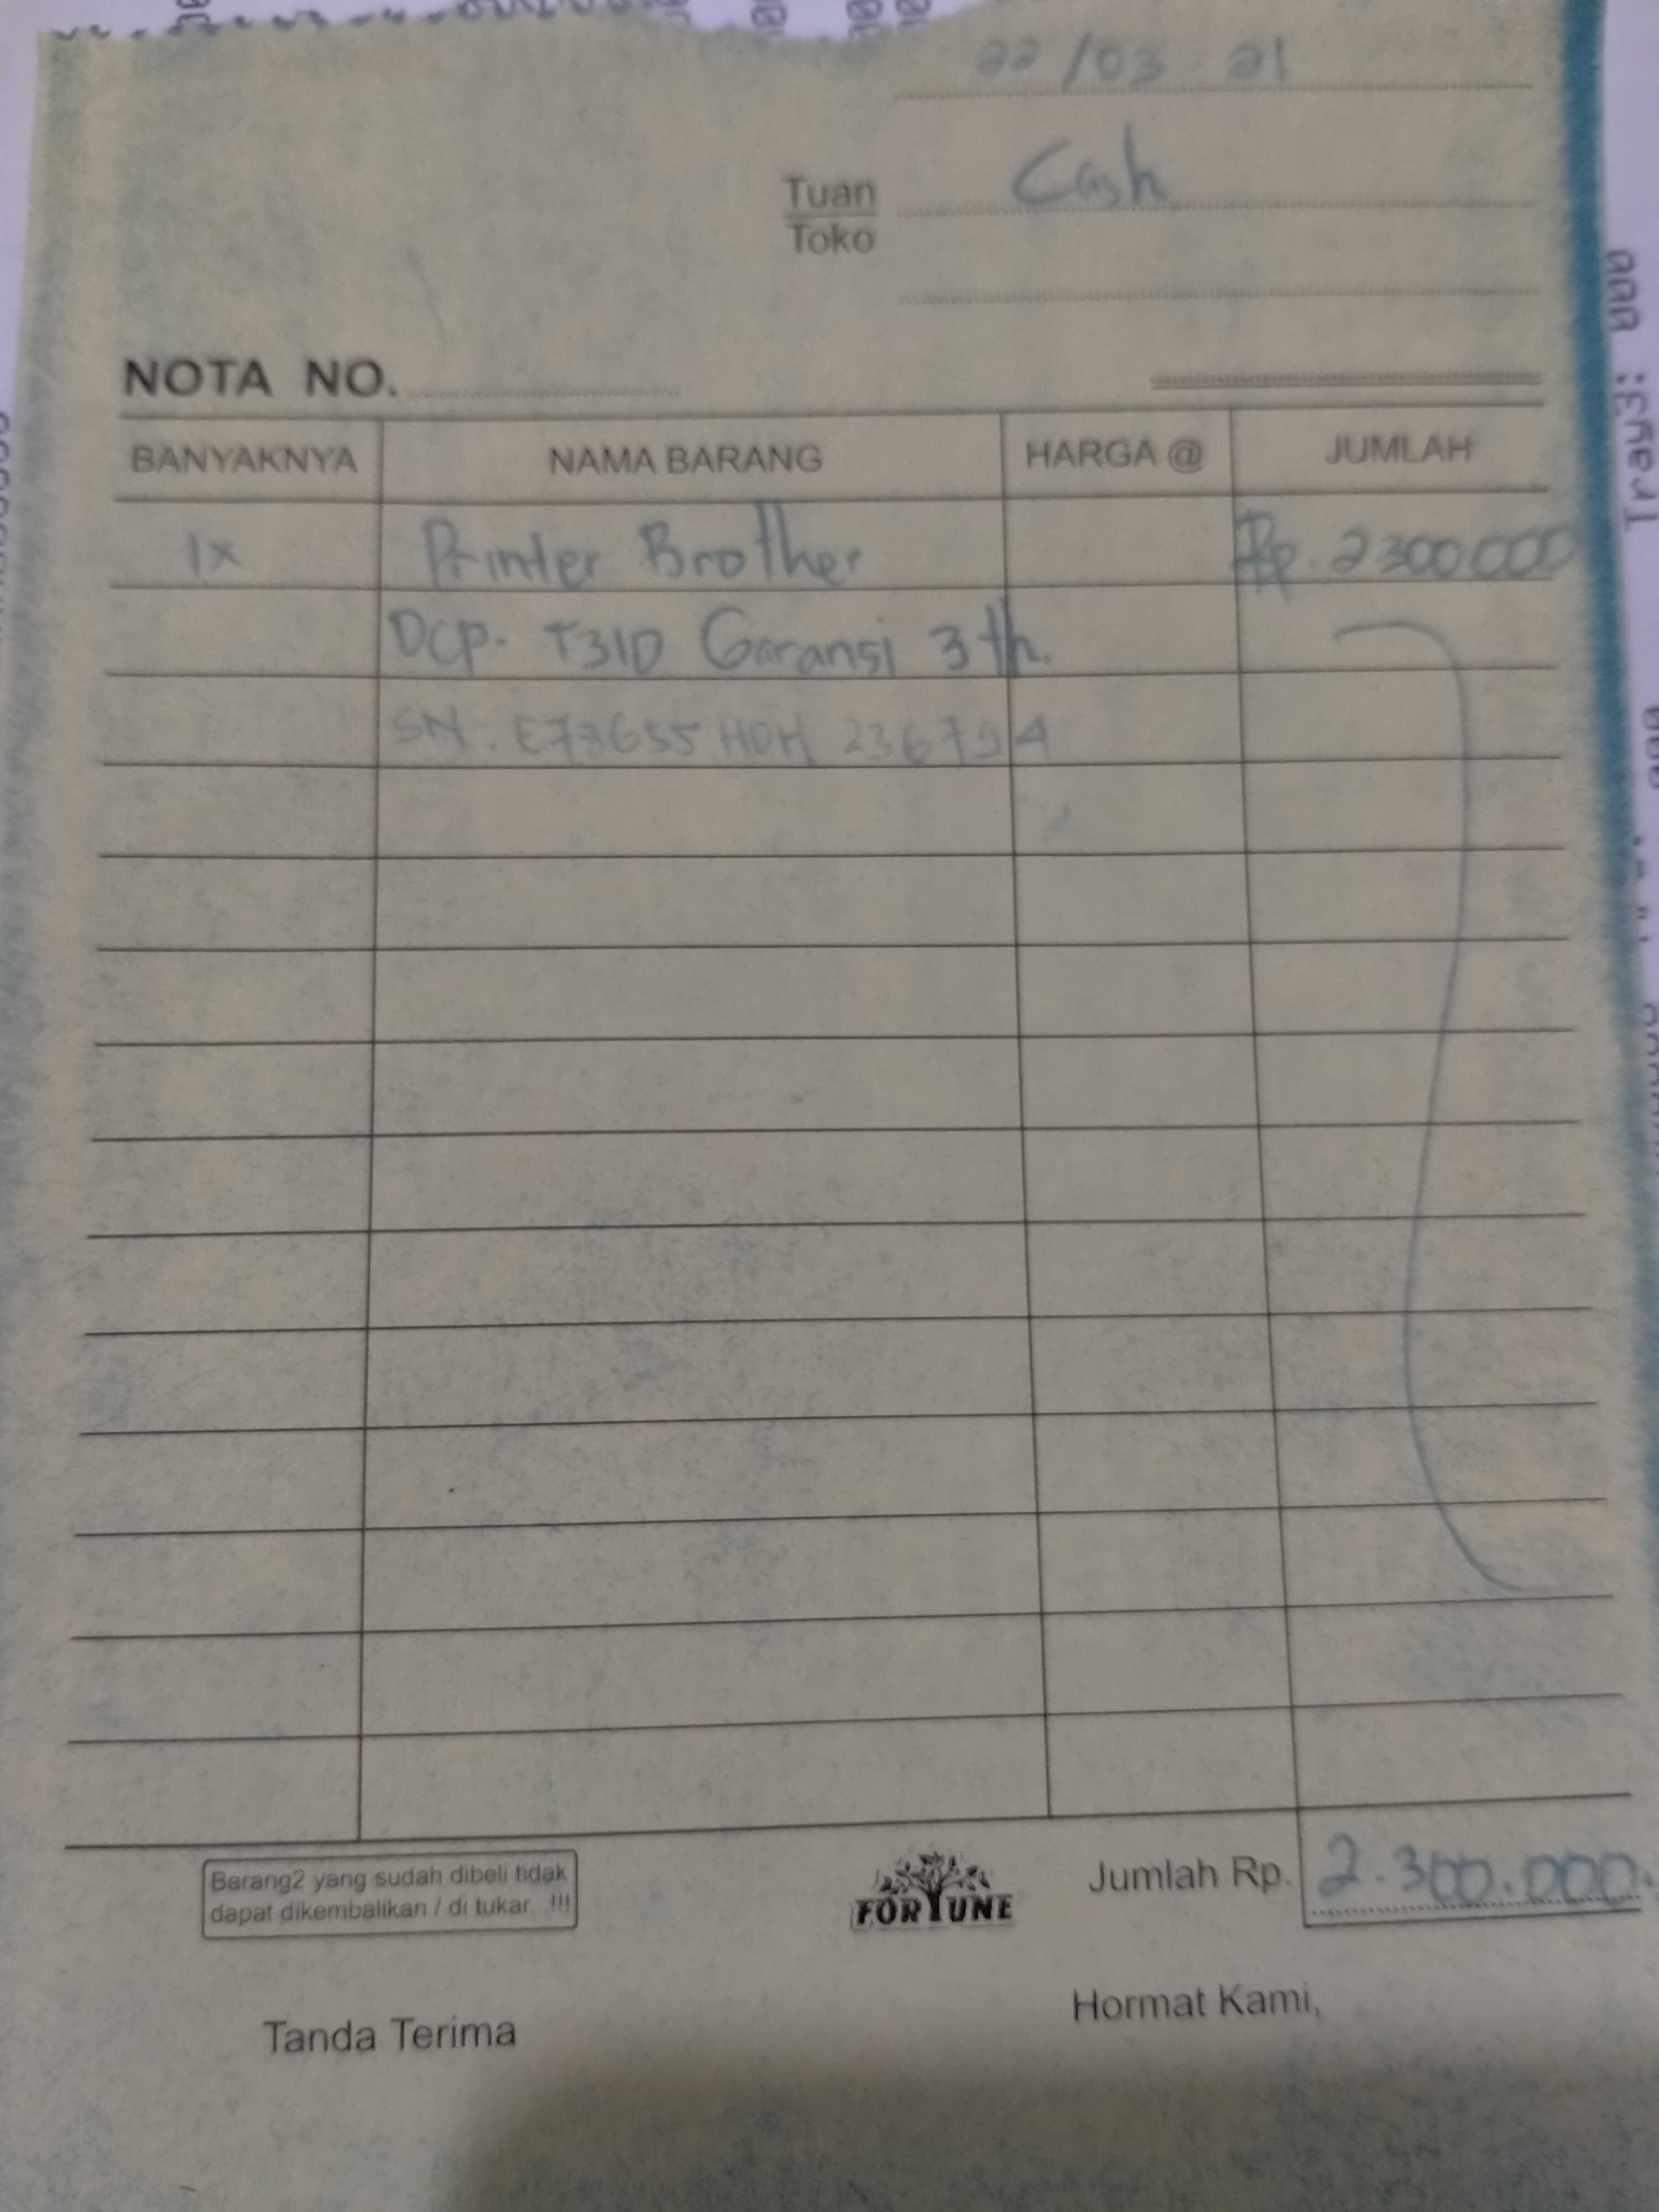 22/03-21
Tuan
Toko
Cash
NOTA NO.
BANYAKNYA NAMA BARANG HARGA @ JUMLAH
1x Printer Brother Rp. 2300000
DCP. T310 Garansi 3 th.
SN. E78655 HOH 236794
Barang2 yang sudah dibeli tidak
dapat dikembalikan / di tukar...!!!
FORTUNE
Jumlah Rp. 2.300.000.
Tanda Terima
Hormat Kami,